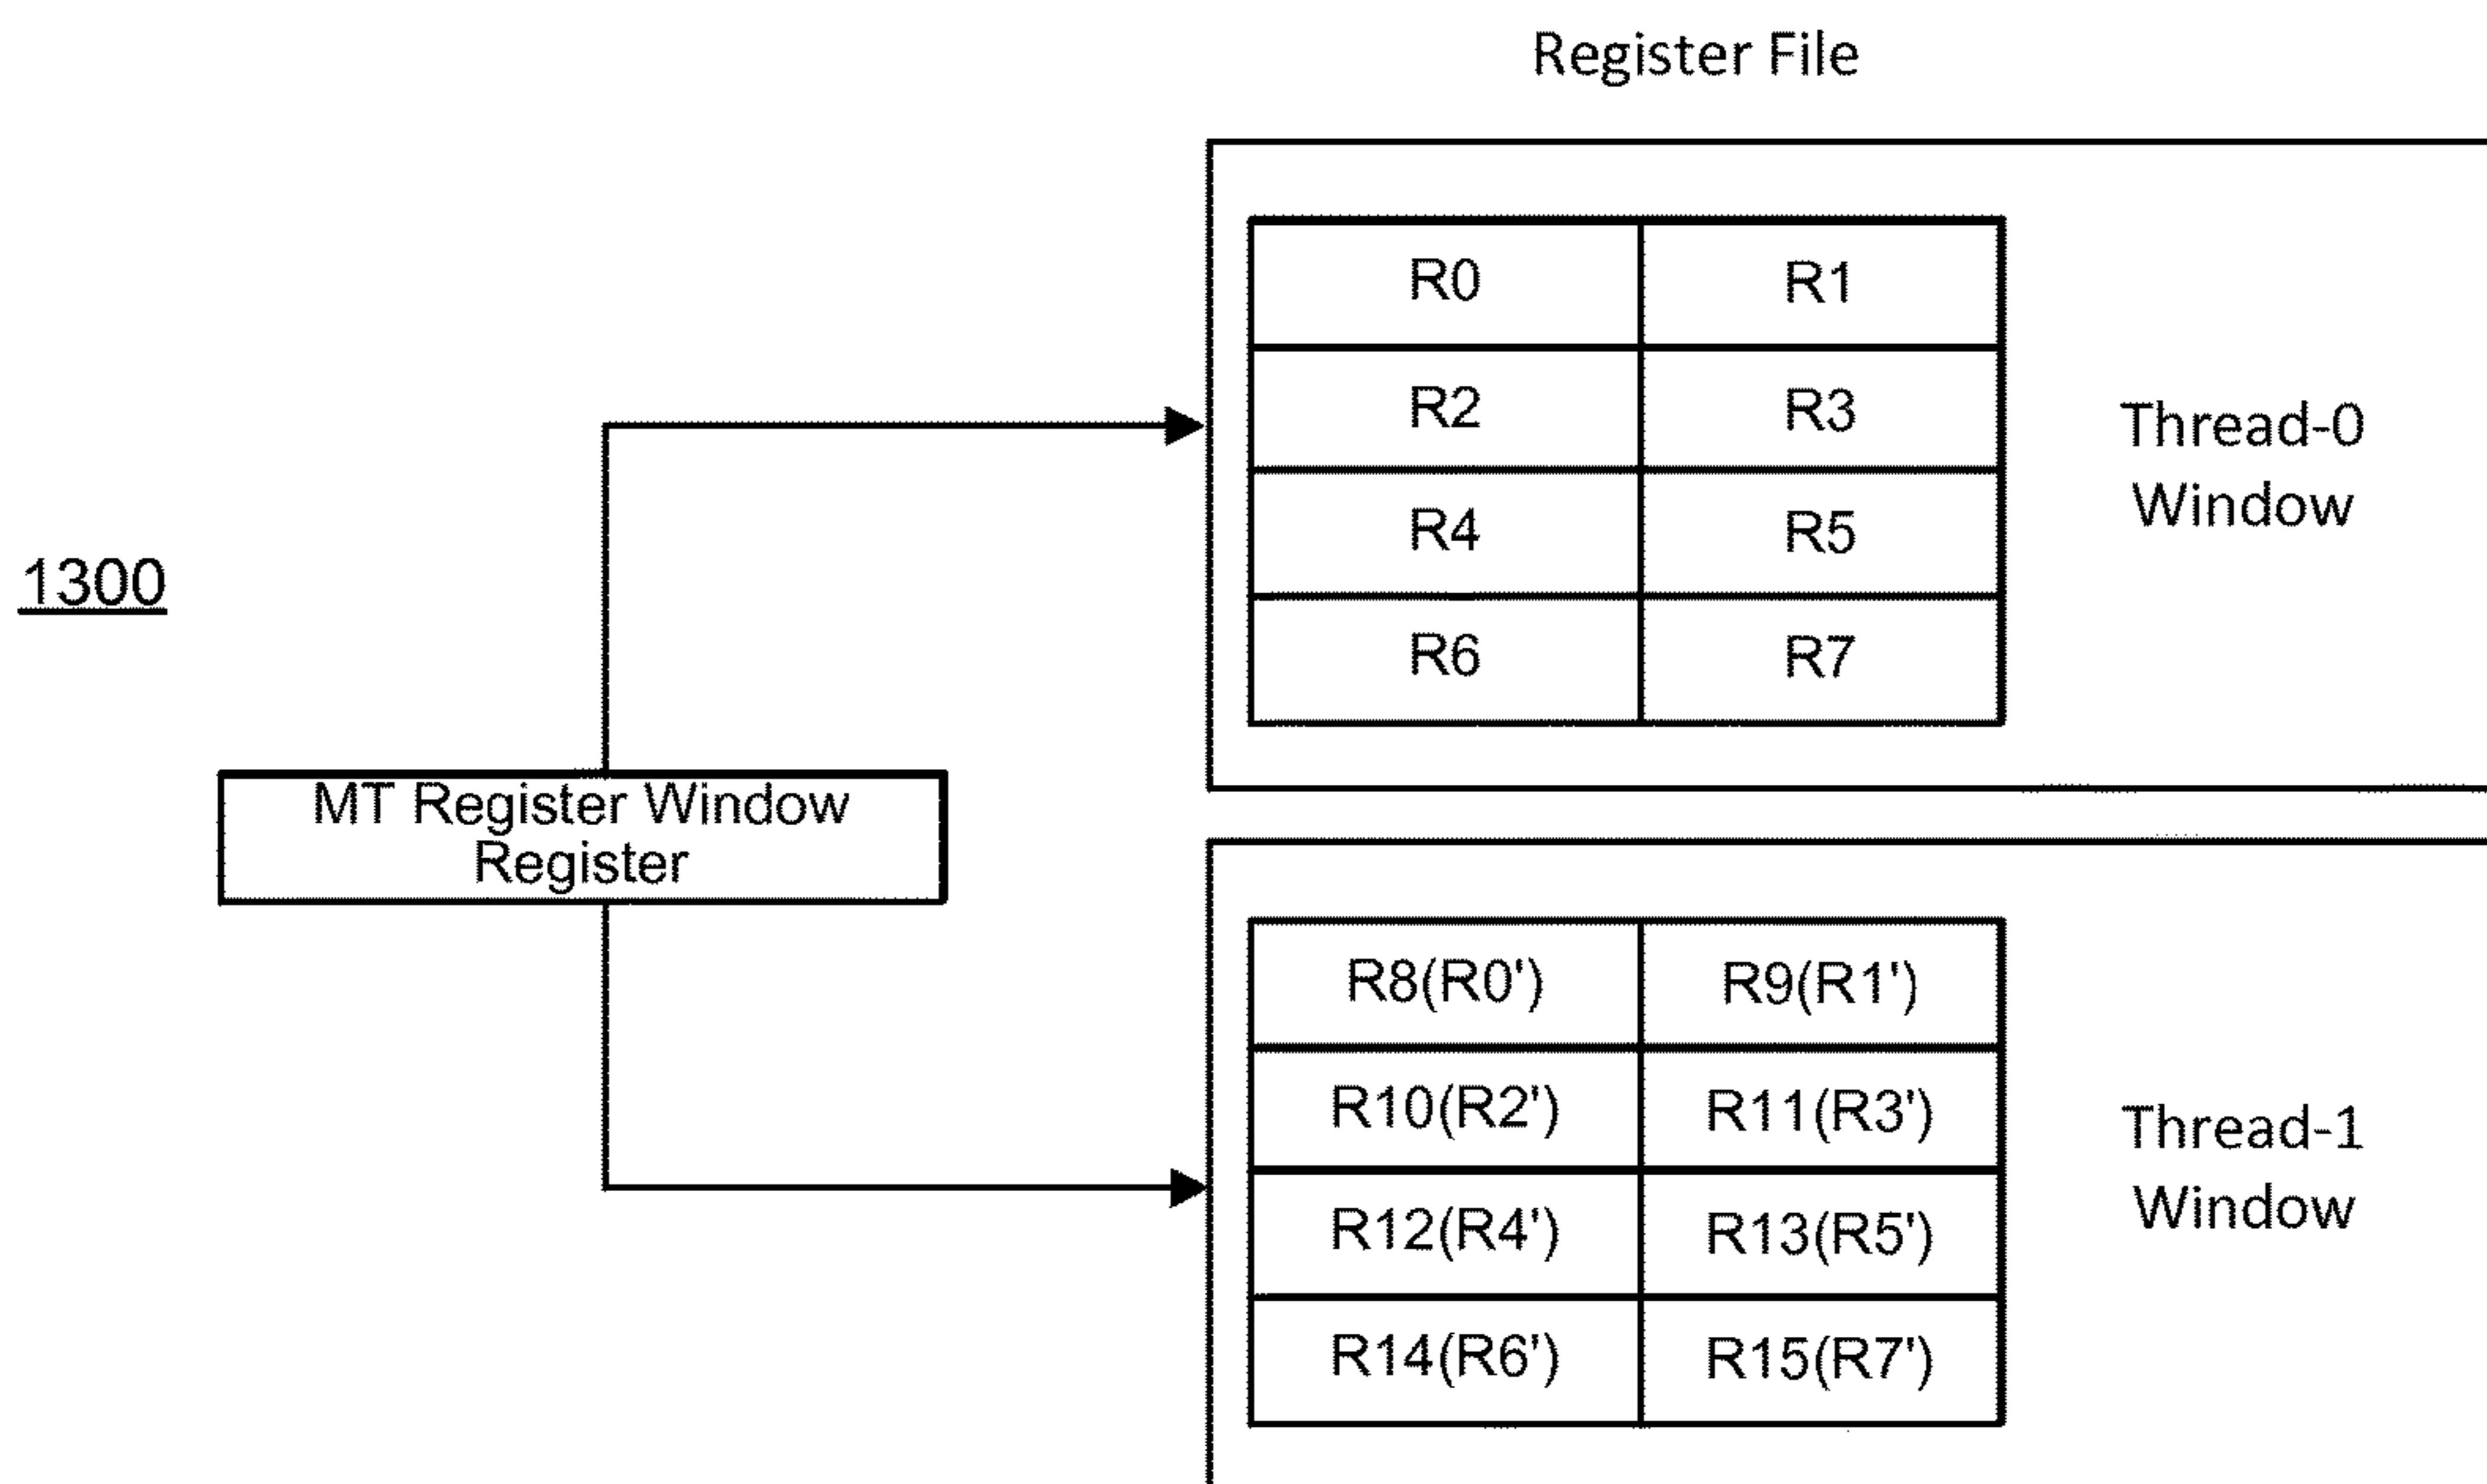 Register File
R0 R1
R2 R3
Thread-0
Window
R4 R5
R6 R7
1300
MT Register Window
Register
R8(R0') R9(R1')
R10(R2') R11(R3')
Thread-1
Window
R12(R4') R13(R5')
R14(R6') R15(R7')